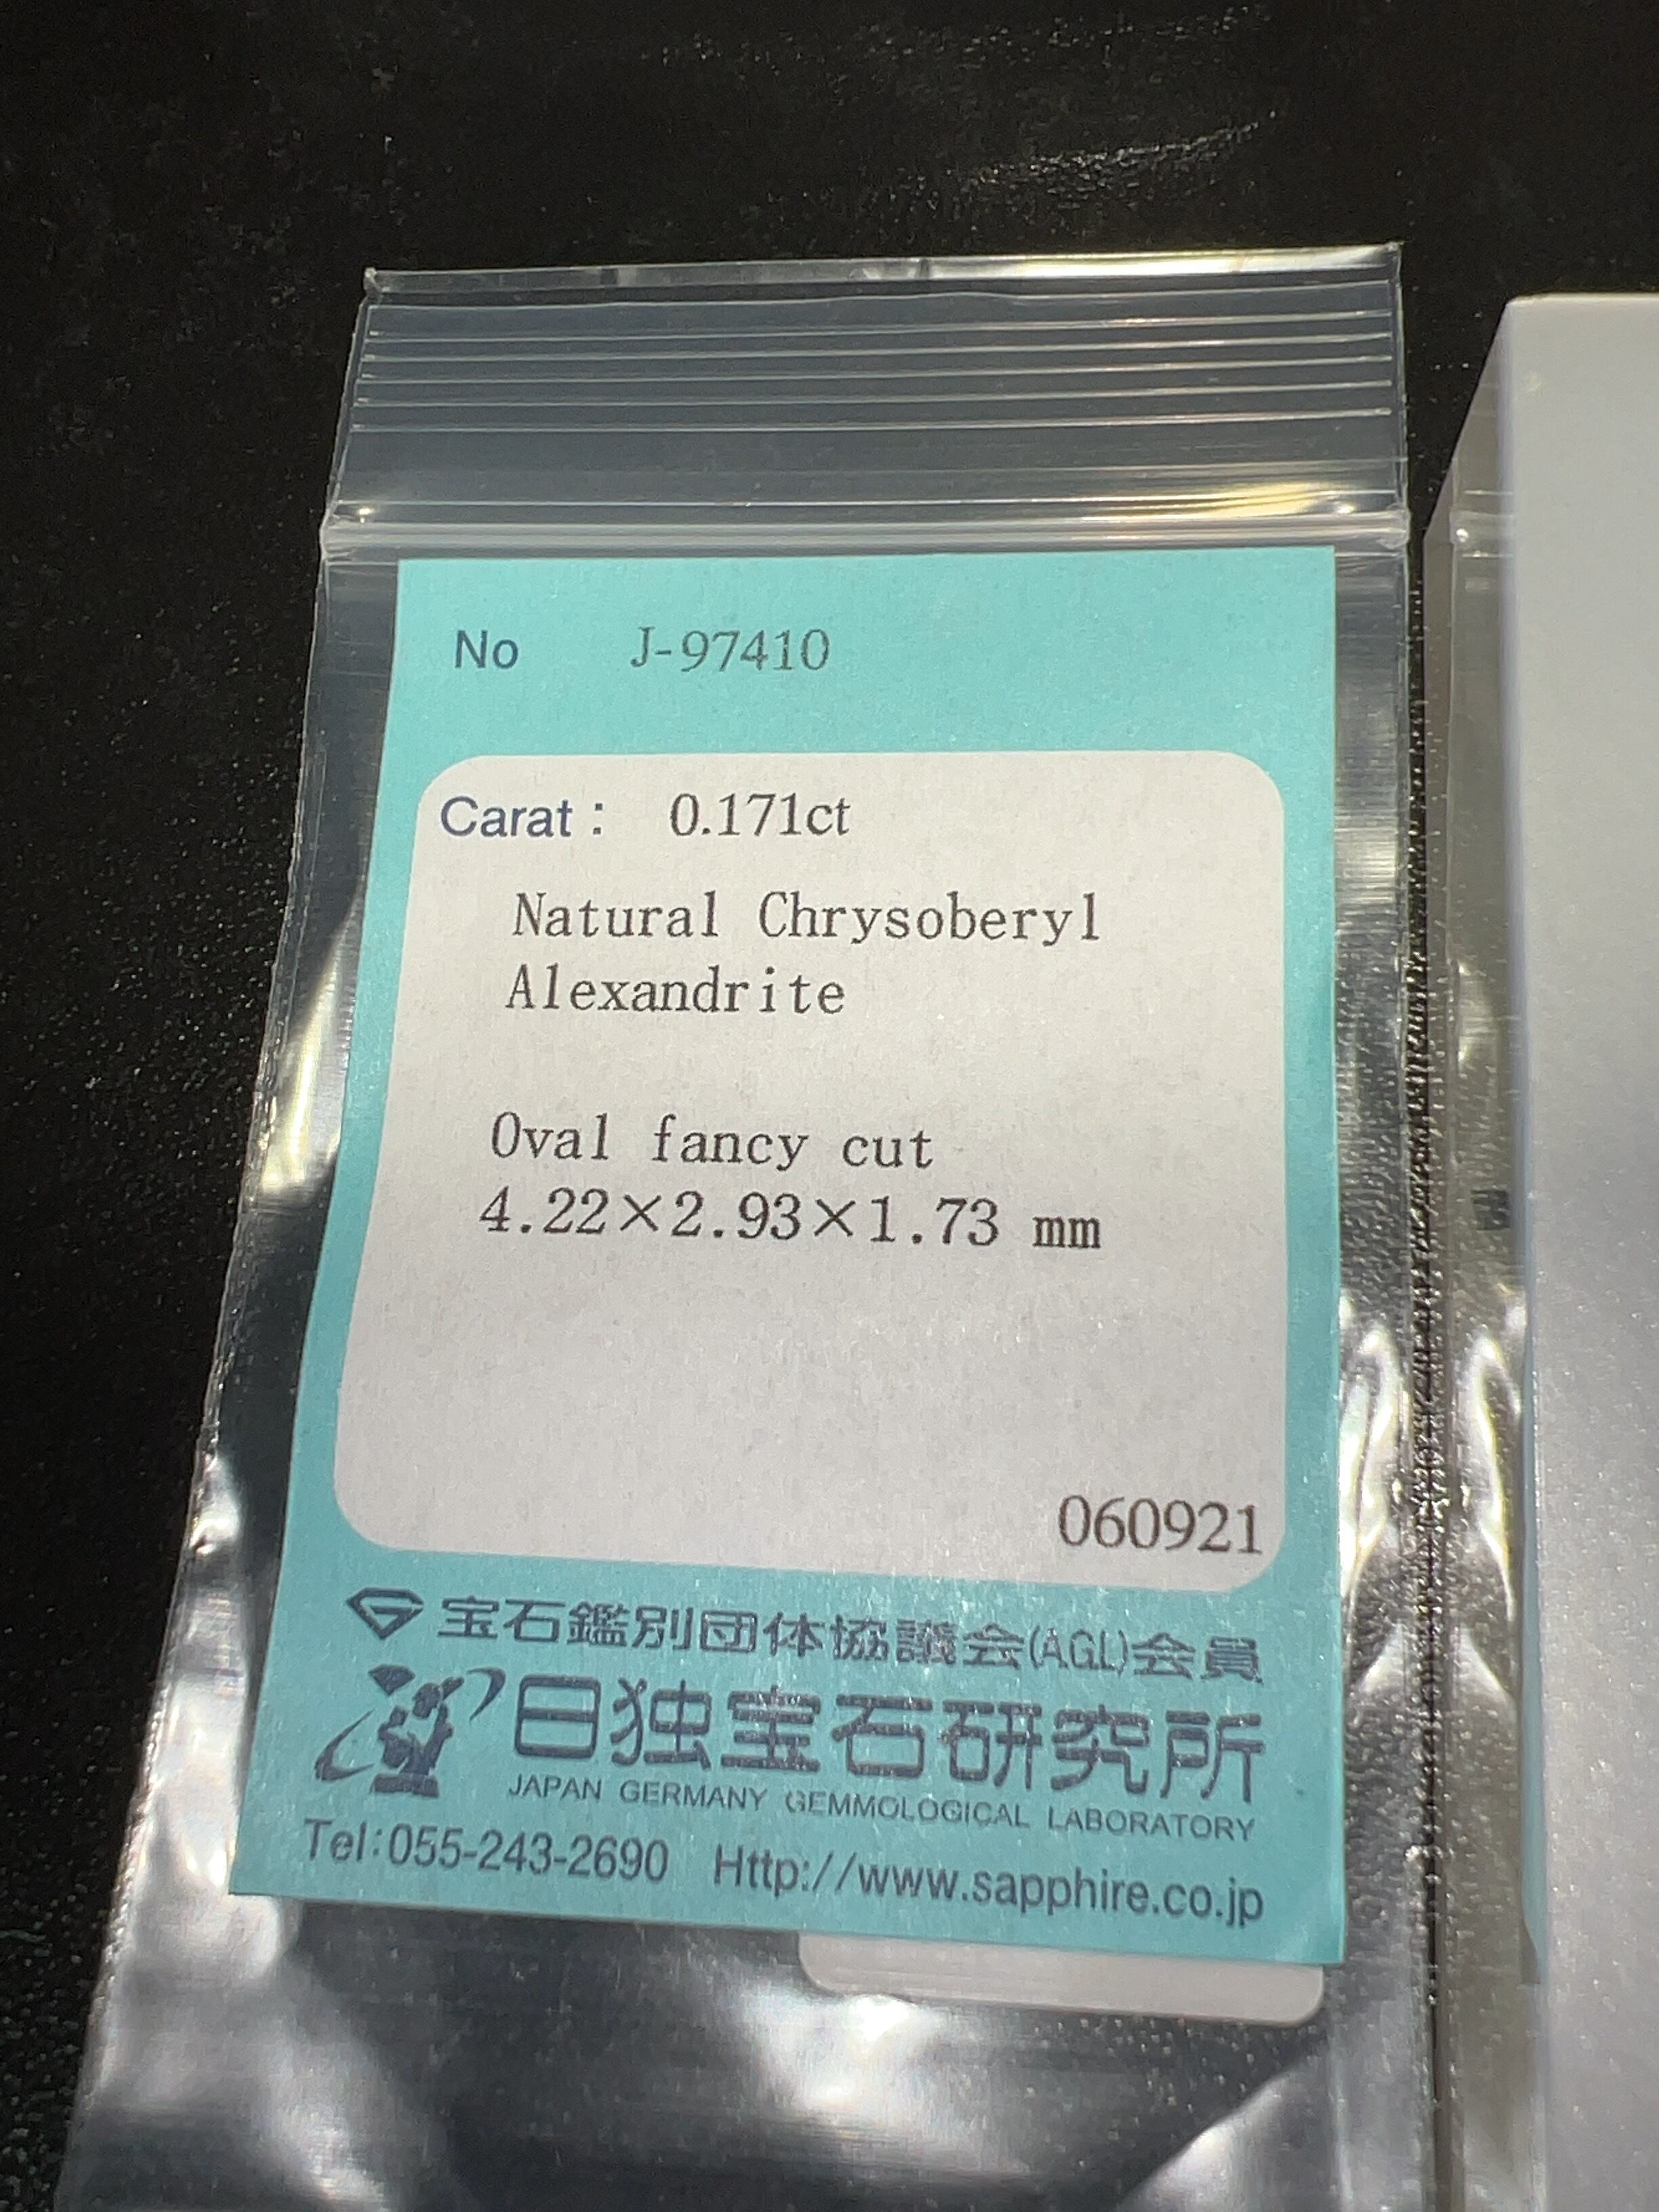 No J-97410
Carat: 0.171ct
Natural Chrysoberyl
Alexandrite
Oval fancy cut
4.22×2.93×1.73 mm
060921
宝石鑑別団体協議会(AGL)会員
日独宝石研究所
JAPAN GERMANY GEMMOLOGICAL LABORATORY
Tel:055-243-2690 Http://www.sapphire.co.jp